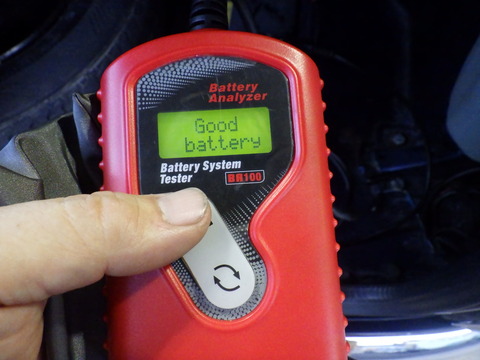 Battery
Analyzer
Good
battery
Battery System
Tester
BA100